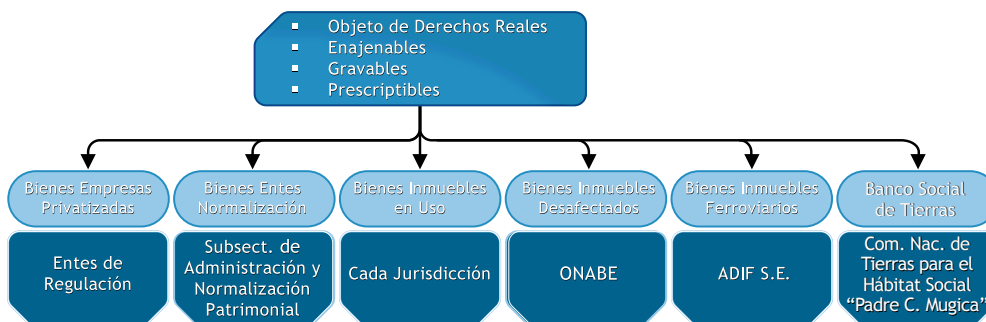 ▪ Objeto de Derechos Reales
▪ Enajenables
▪ Gravables
▪ Prescriptibles
Bienes Empresas
Privatizadas
Bienes Entes
Normalización
Bienes Inmuebles
en Uso
Bienes Inmuebles
Desafectados
Bienes Inmuebles
Ferroviarios
Banco Social
de Tierras
Entes de
Regulación
Subsect. de
Administración y
Normalización
Patrimonial
Cada Jurisdicción
ONABE
ADIF S.E.
Com. Nac. de
Tierras para el
Hábitat Social
“Padre C. Mugica”